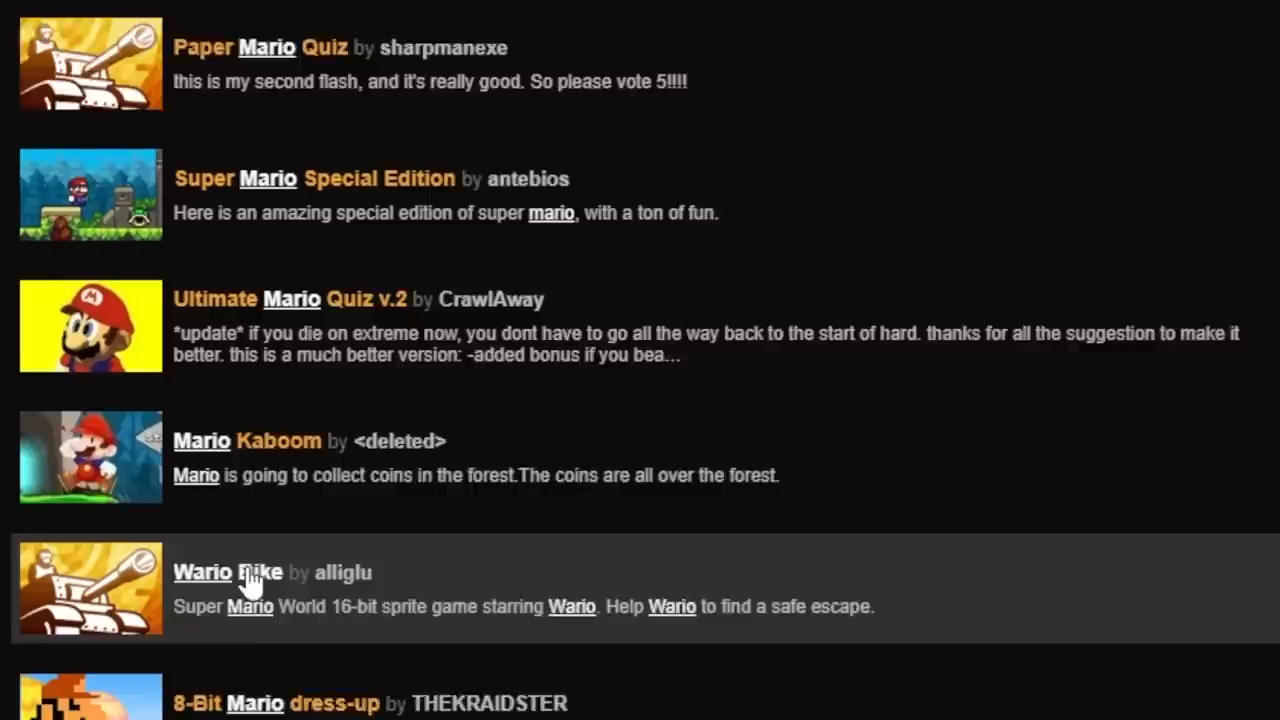 Paper Mario Quiz by sharpmanexe
this is my second flash, and it's really good. So please vote 5!!!!
Super Mario Special Edition by antebios
Here is an amazing special edition of super mario, with a ton of fun.
Ultimate Mario Quiz v.2 by CrawlAway
*update* if you die on extreme now, you dont have to go all the way back to the start of hard. thanks for all the suggestion to make it
better. this is a much better version: -added bonus if you bea...
Mario Kaboom by <deleted>
Mario is going to collect coins in the forest.The coins are all over the forest.
Wario Bike by alliglu
Super Mario World 16-bit sprite game starring Wario. Help Wario to find a safe escape.
8-Bit Mario dress-up by THEKRAIDSTER